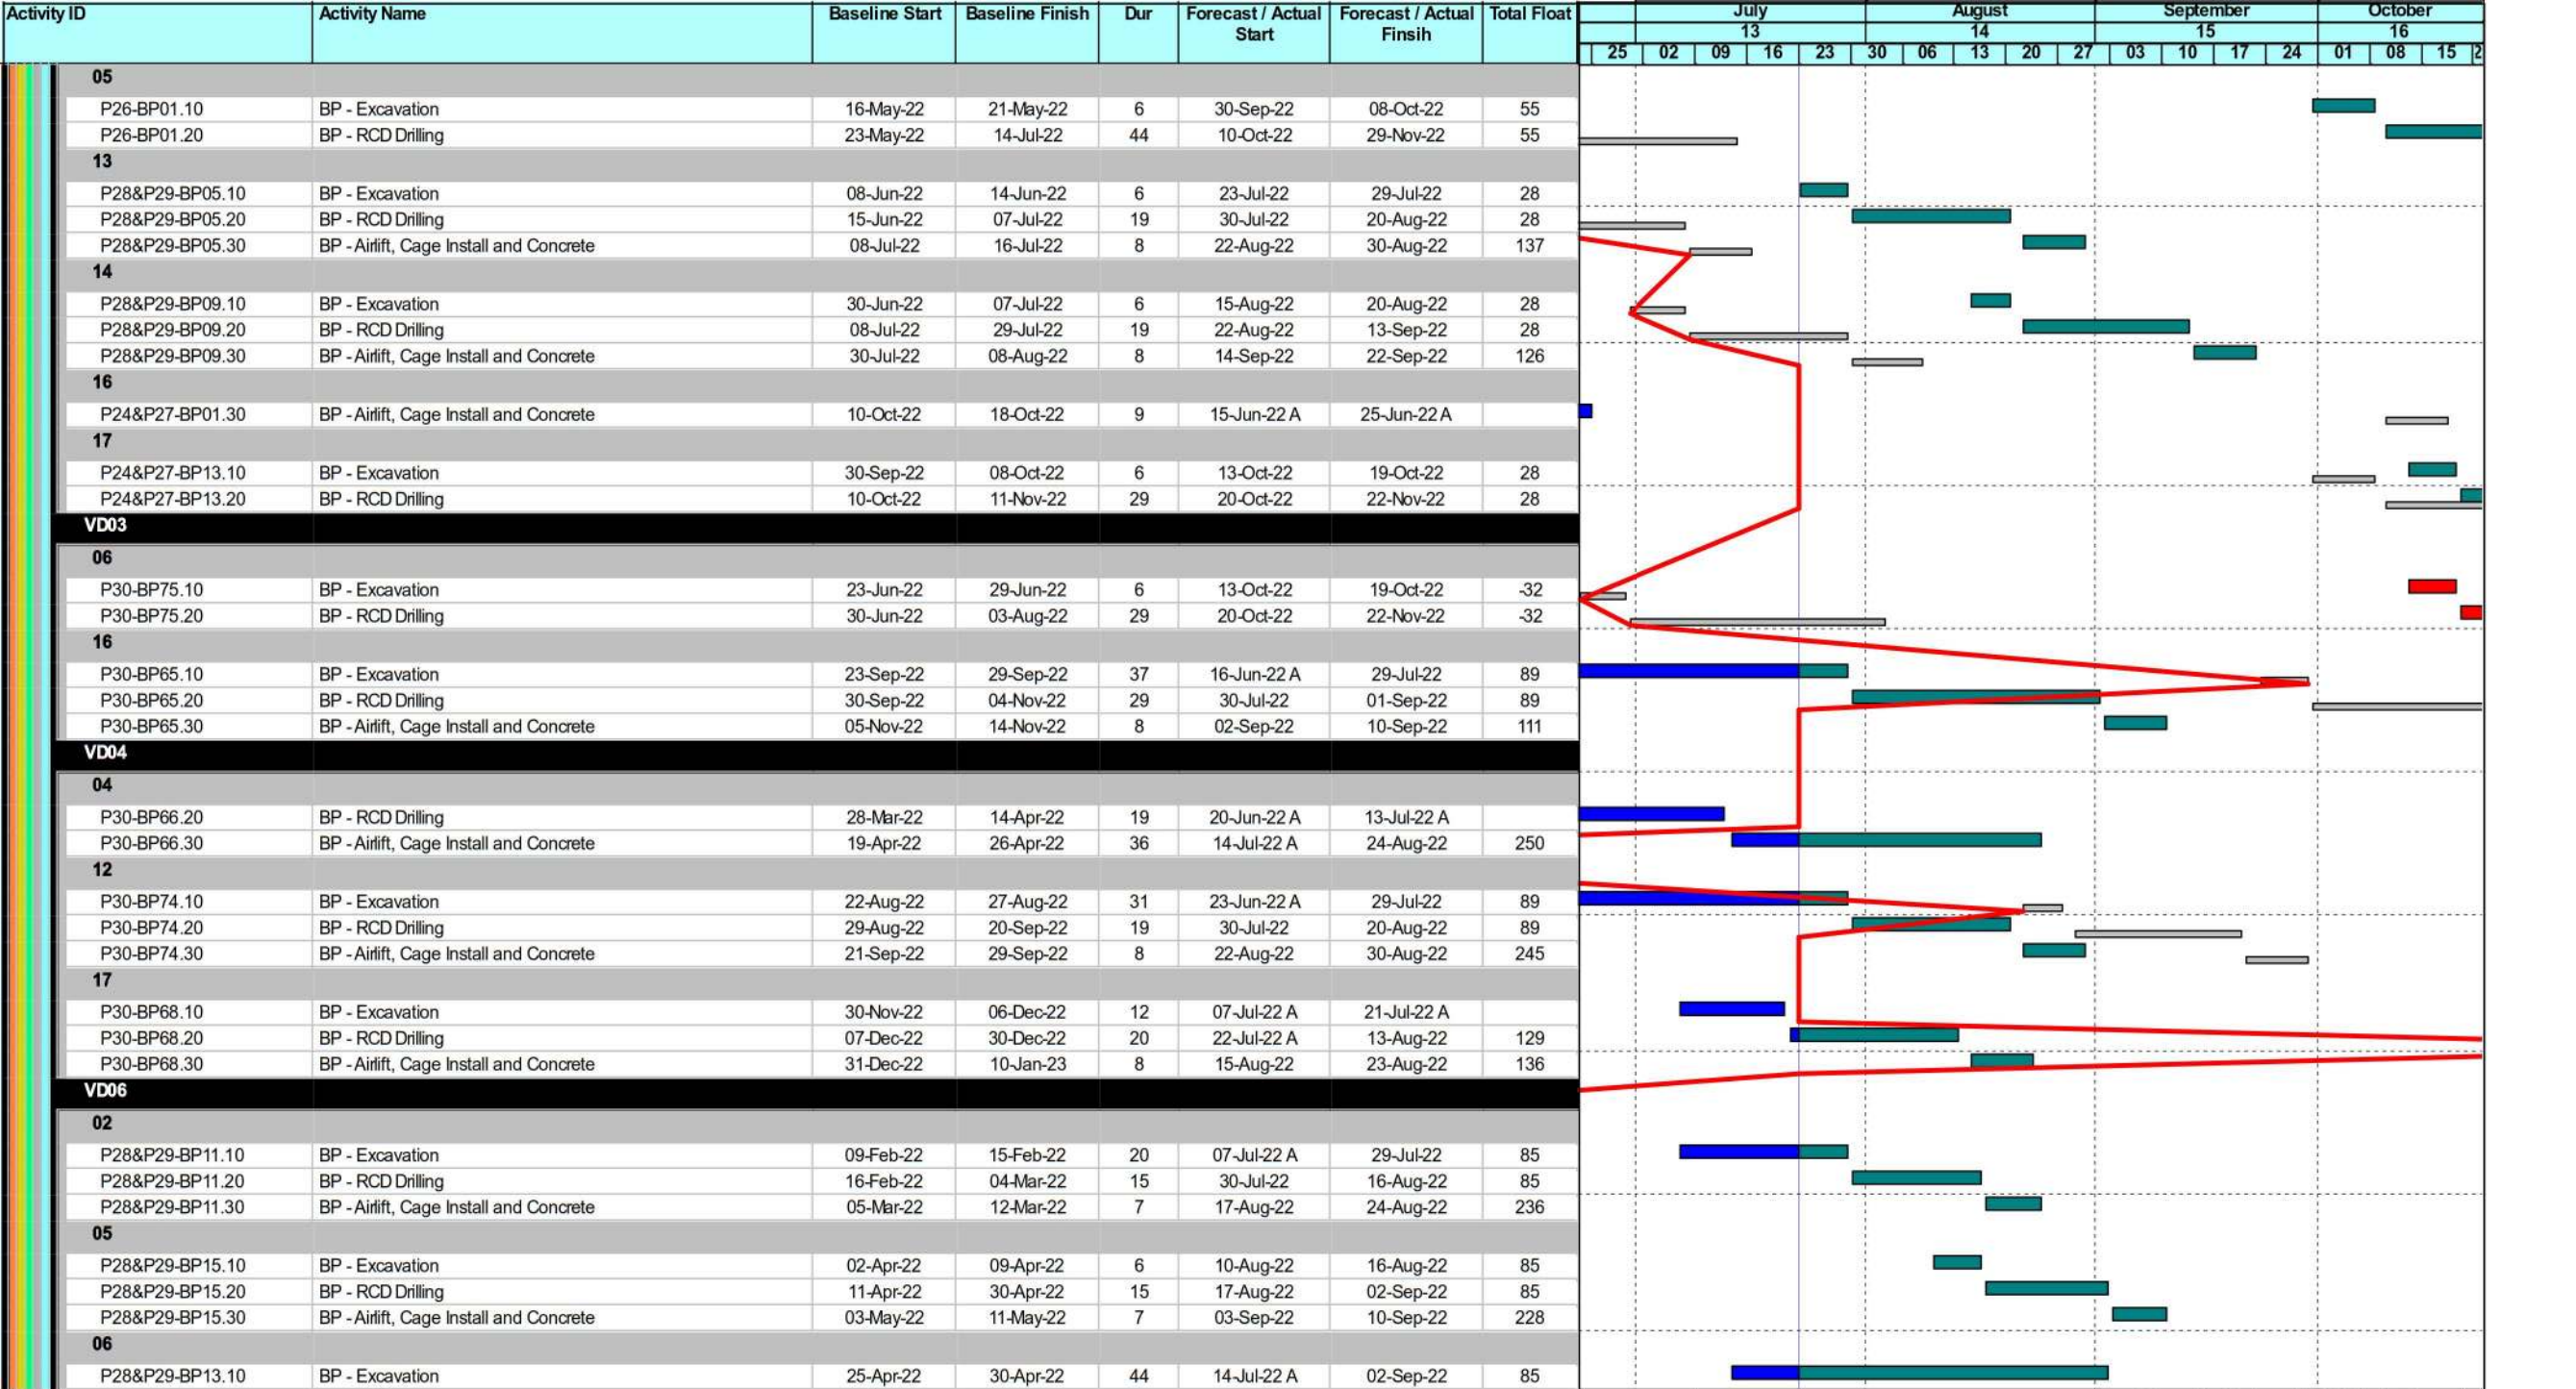 Activity ID Activity Name Baseline Start Baseline Finish Dur Forecast / Actual Start Forecast / Actual Finsih Total Float July August September October
13 14 15 16
25 02 09 16 23 30 06 13 20 27 03 10 17 24 01 08 15 2
05
P26-BP01.10 BP - Excavation 16-May-22 21-May-22 6 30-Sep-22 08-Oct-22 55
P26-BP01.20 BP - RCD Drilling 23-May-22 14-Jul-22 44 10-Oct-22 29-Nov-22 55
13
P28&P29-BP05.10 BP - Excavation 08-Jun-22 14-Jun-22 6 23-Jul-22 29-Jul-22 28
P28&P29-BP05.20 BP - RCD Drilling 15-Jun-22 07-Jul-22 19 30-Jul-22 20-Aug-22 28
P28&P29-BP05.30 BP - Airlift, Cage Install and Concrete 08-Jul-22 16-Jul-22 8 22-Aug-22 30-Aug-22 137
14
P28&P29-BP09.10 BP - Excavation 30-Jun-22 07-Jul-22 6 15-Aug-22 20-Aug-22 28
P28&P29-BP09.20 BP - RCD Drilling 08-Jul-22 29-Jul-22 19 22-Aug-22 13-Sep-22 28
P28&P29-BP09.30 BP - Airlift, Cage Install and Concrete 30-Jul-22 08-Aug-22 8 14-Sep-22 22-Sep-22 126
16
P24&P27-BP01.30 BP - Airlift, Cage Install and Concrete 10-Oct-22 18-Oct-22 9 15-Jun-22 A 25-Jun-22 A
17
P24&P27-BP13.10 BP - Excavation 30-Sep-22 08-Oct-22 6 13-Oct-22 19-Oct-22 28
P24&P27-BP13.20 BP - RCD Drilling 10-Oct-22 11-Nov-22 29 20-Oct-22 22-Nov-22 28
VD03
06
P30-BP75.10 BP - Excavation 23-Jun-22 29-Jun-22 6 13-Oct-22 19-Oct-22 -32
P30-BP75.20 BP - RCD Drilling 30-Jun-22 03-Aug-22 29 20-Oct-22 22-Nov-22 -32
16
P30-BP65.10 BP - Excavation 23-Sep-22 29-Sep-22 37 16-Jun-22 A 29-Jul-22 89
P30-BP65.20 BP - RCD Drilling 30-Sep-22 04-Nov-22 29 30-Jul-22 01-Sep-22 89
P30-BP65.30 BP - Airlift, Cage Install and Concrete 05-Nov-22 14-Nov-22 8 02-Sep-22 10-Sep-22 111
VD04
04
P30-BP66.20 BP - RCD Drilling 28-Mar-22 14-Apr-22 19 20-Jun-22 A 13-Jul-22 A
P30-BP66.30 BP - Airlift, Cage Install and Concrete 19-Apr-22 26-Apr-22 36 14-Jul-22 A 24-Aug-22 250
12
P30-BP74.10 BP - Excavation 22-Aug-22 27-Aug-22 31 23-Jun-22 A 29-Jul-22 89
P30-BP74.20 BP - RCD Drilling 29-Aug-22 20-Sep-22 19 30-Jul-22 20-Aug-22 89
P30-BP74.30 BP - Airlift, Cage Install and Concrete 21-Sep-22 29-Sep-22 8 22-Aug-22 30-Aug-22 245
17
P30-BP68.10 BP - Excavation 30-Nov-22 06-Dec-22 12 07-Jul-22 A 21-Jul-22 A
P30-BP68.20 BP - RCD Drilling 07-Dec-22 30-Dec-22 20 22-Jul-22 A 13-Aug-22 129
P30-BP68.30 BP - Airlift, Cage Install and Concrete 31-Dec-22 10-Jan-23 8 15-Aug-22 23-Aug-22 136
VD06
02
P28&P29-BP11.10 BP - Excavation 09-Feb-22 15-Feb-22 20 07-Jul-22 A 29-Jul-22 85
P28&P29-BP11.20 BP - RCD Drilling 16-Feb-22 04-Mar-22 15 30-Jul-22 16-Aug-22 85
P28&P29-BP11.30 BP - Airlift, Cage Install and Concrete 05-Mar-22 12-Mar-22 7 17-Aug-22 24-Aug-22 236
05
P28&P29-BP15.10 BP - Excavation 02-Apr-22 09-Apr-22 6 10-Aug-22 16-Aug-22 85
P28&P29-BP15.20 BP - RCD Drilling 11-Apr-22 30-Apr-22 15 17-Aug-22 02-Sep-22 85
P28&P29-BP15.30 BP - Airlift, Cage Install and Concrete 03-May-22 11-May-22 7 03-Sep-22 10-Sep-22 228
06
P28&P29-BP13.10 BP - Excavation 25-Apr-22 30-Apr-22 44 14-Jul-22 A 02-Sep-22 85